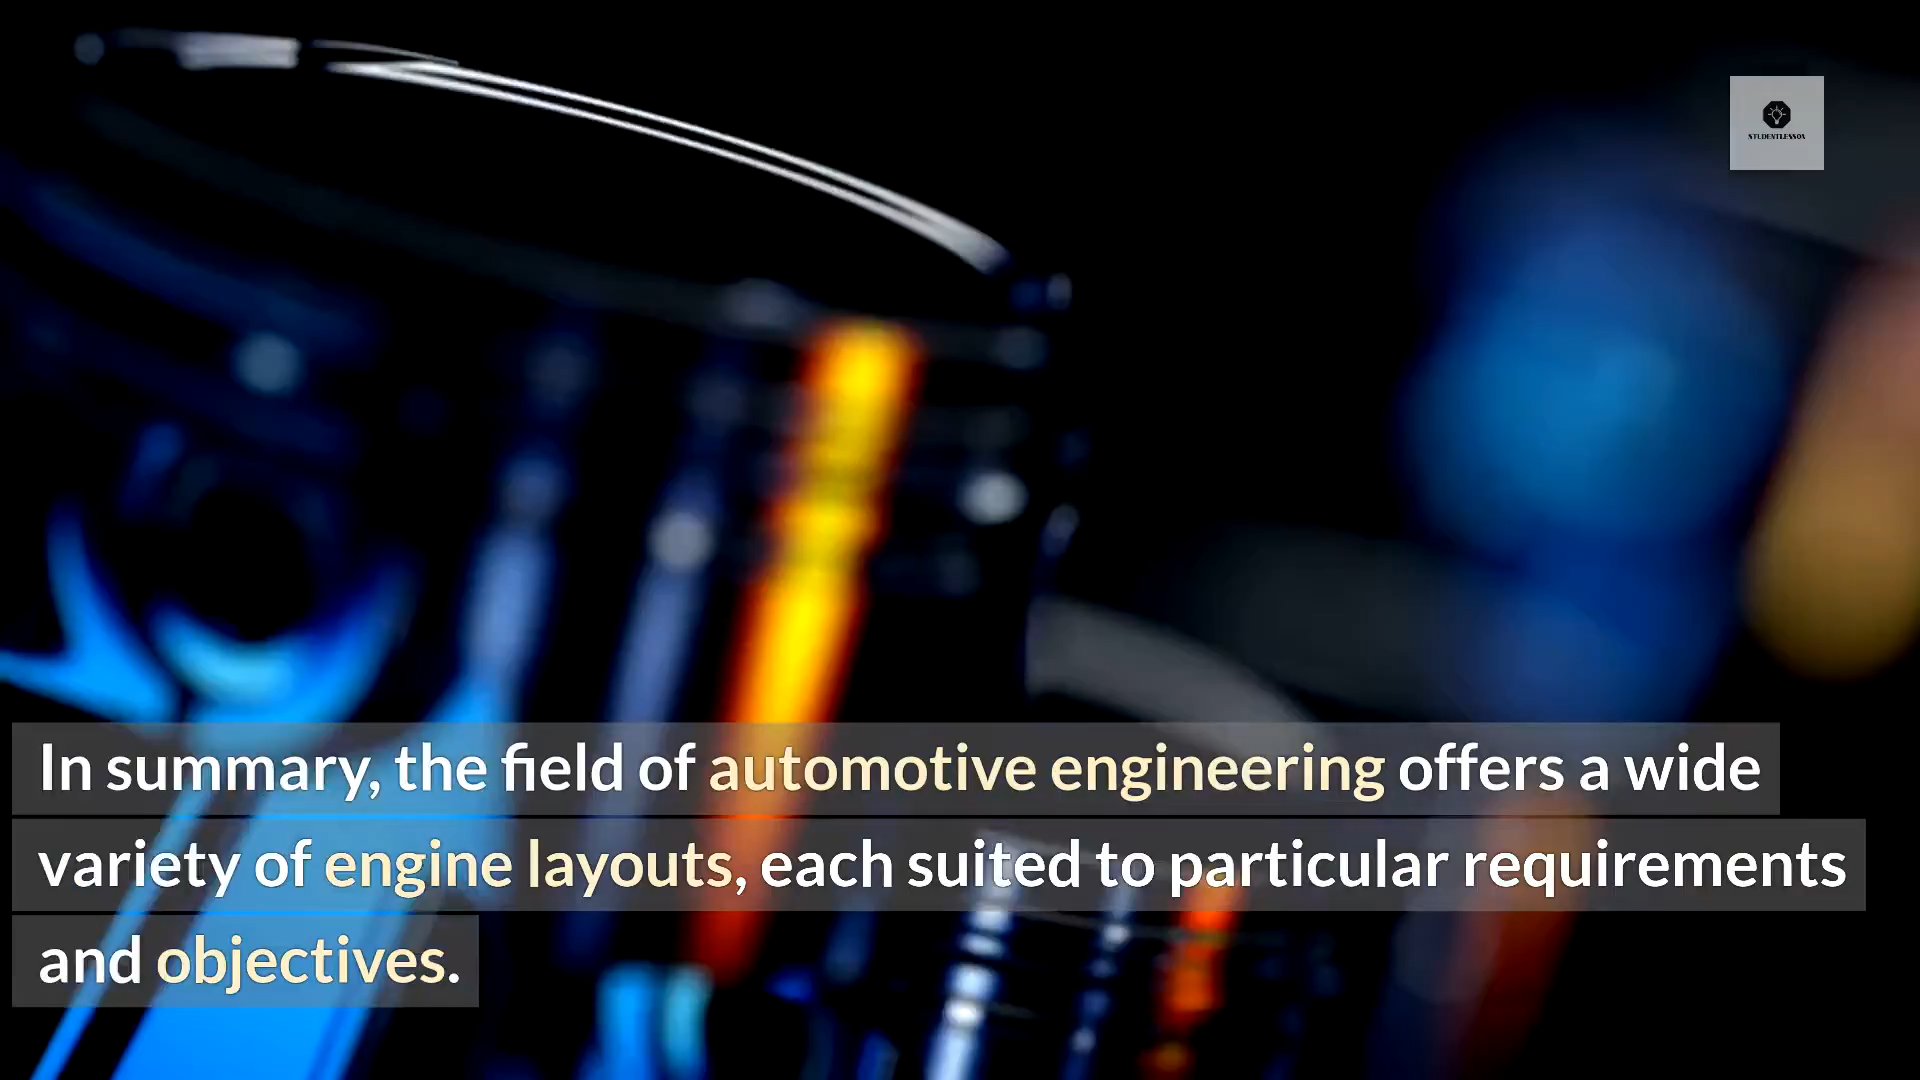 STUDENTLESSON
In summary, the field of automotive engineering offers a wide
variety of engine layouts, each suited to particular requirements
and objectives.